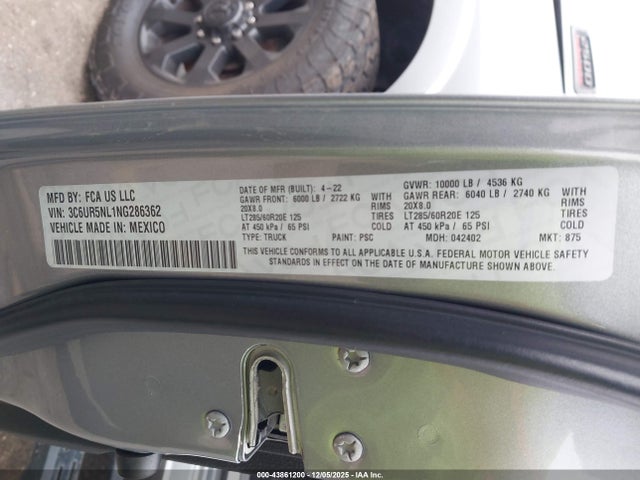 MFD BY: FCA US LLC
VIN: 3C6UR5NL1NG286362
VEHICLE MADE IN: MEXICO
DATE OF MFR (BUILT): 4-22
GAWR FRONT: 6000 LB / 2722 KG
20X8.0 RIMS
LT285/60R20E 125 TIRES
AT 450 kPa / 65 PSI COLD
TYPE: TRUCK PAINT: PSC
GVWR: 10000 LB / 4536 KG
GAWR REAR: 6040 LB / 2740 KG
20X8.0 RIMS
LT285/60R20E 125 TIRES
AT 450 kPa / 65 PSI COLD
MDH: 042402 MKT: 875
THIS VEHICLE CONFORMS TO ALL APPLICABLE U.S.A. FEDERAL MOTOR VEHICLE SAFETY
STANDARDS IN EFFECT ON THE DATE OF MANUFACTURE SHOWN ABOVE.
000-43861200 - 12/05/2025 - IAAC